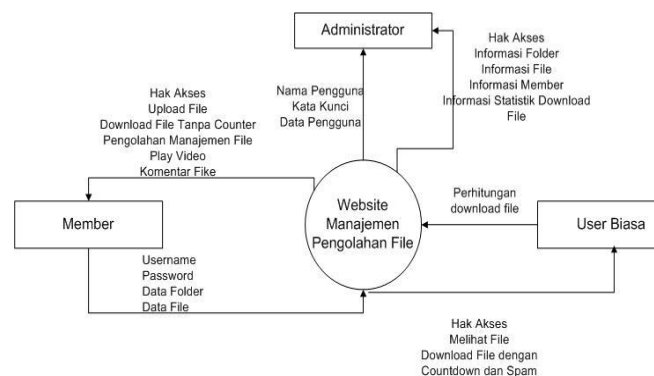 Administrator
Hak Akses
Informasi Folder
Informasi File
Informasi Member
Informasi Statistik Download
File
Nama Pengguna
Kata Kunci
Data Pengguna
Hak Akses
Upload File
Download File Tanpa Counter
Pengolahan Manajemen File
Play Video
Komentar Fike
Member
Website
Manajemen
Pengolahan File
Perhitungan
download file
User Biasa
Username
Password
Data Folder
Data File
Hak Akses
Melihat File
Download File dengan
Countdown dan Spam